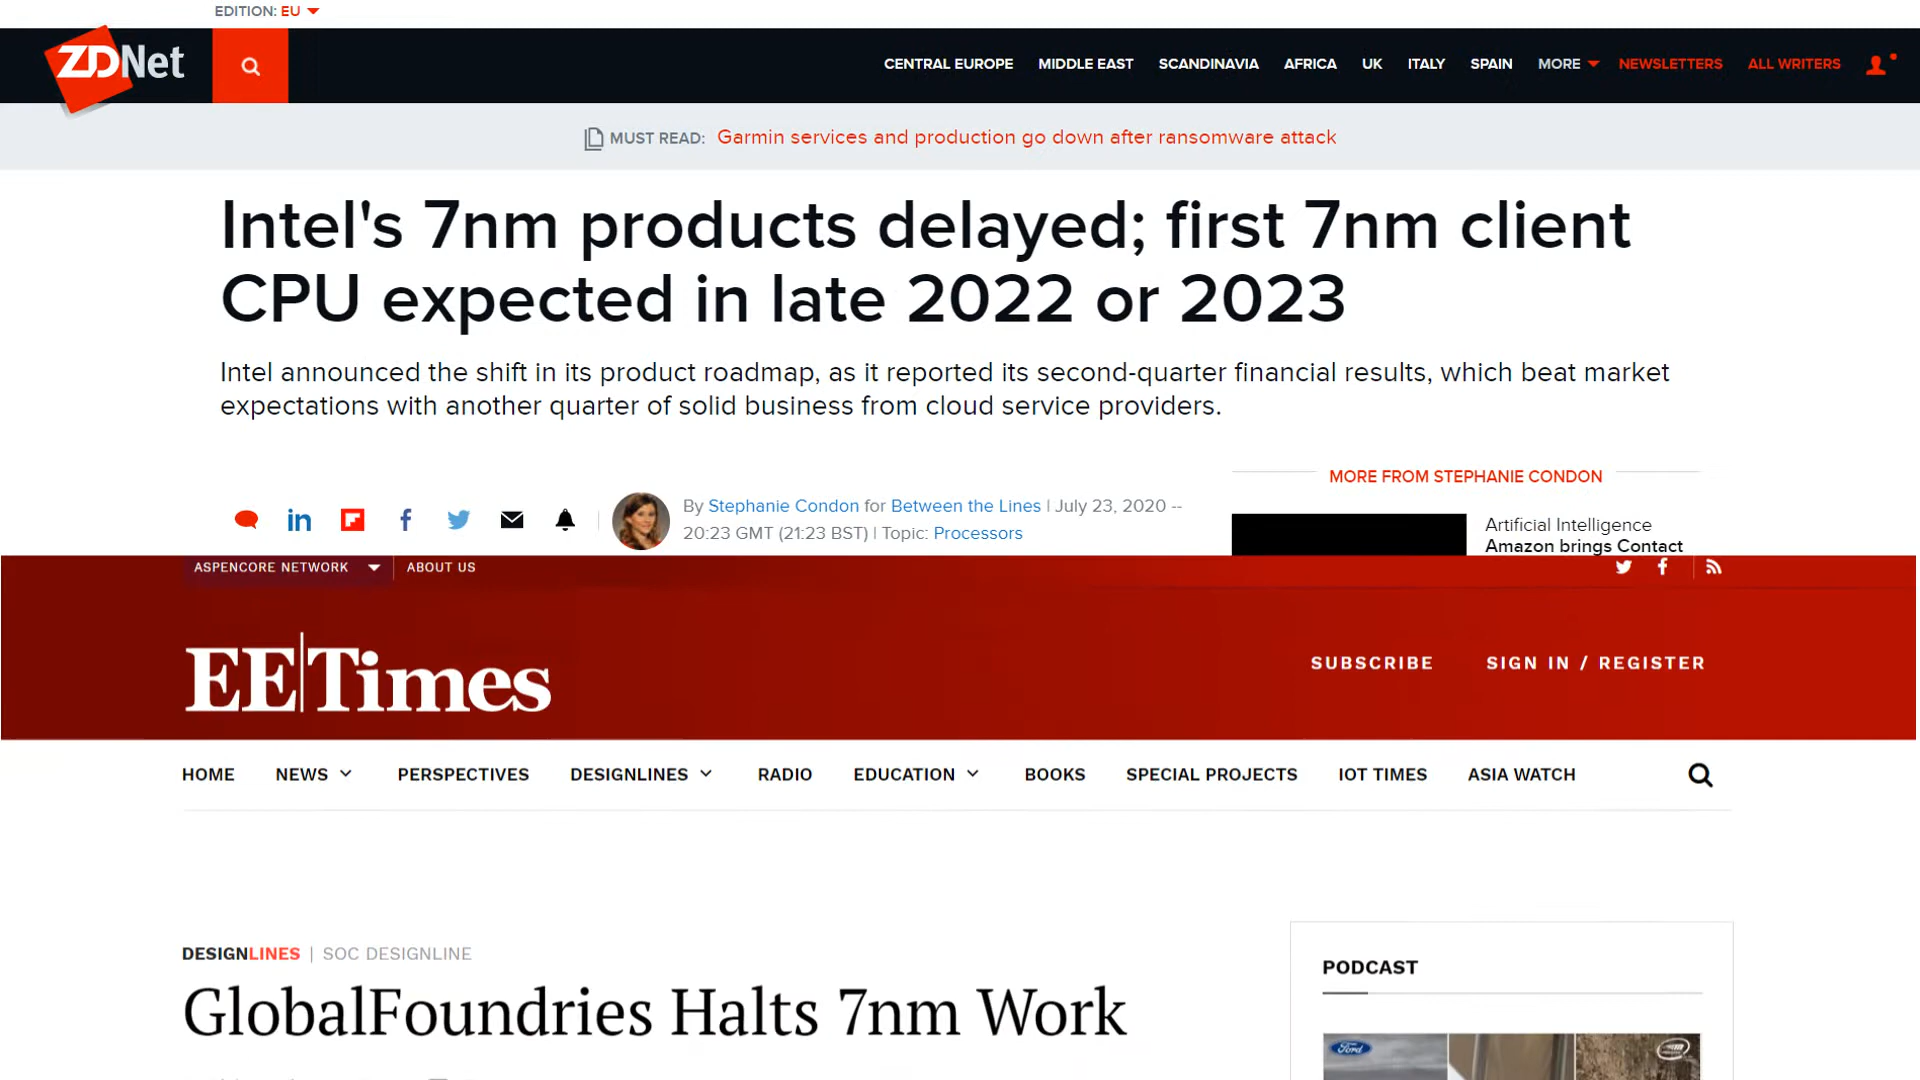 EDITION: EU
ZDNet
CENTRAL EUROPE MIDDLE EAST SCANDINAVIA AFRICA UK ITALY SPAIN MORE NEWSLETTERS ALL WRITERS
MUST READ: Garmin services and production go down after ransomware attack
Intel's 7nm products delayed; first 7nm client
CPU expected in late 2022 or 2023
Intel announced the shift in its product roadmap, as it reported its second-quarter financial results, which beat market
expectations with another quarter of solid business from cloud service providers.
By Stephanie Condon for Between the Lines | July 23, 2020 --
20:23 GMT (21:23 BST) | Topic: Processors
MORE FROM STEPHANIE CONDON
Artificial Intelligence
Amazon brings Contact
ASPENCORE NETWORK ABOUT US
EE|Times
SUBSCRIBE SIGN IN / REGISTER
HOME NEWS PERSPECTIVES DESIGNLINES RADIO EDUCATION BOOKS SPECIAL PROJECTS IOT TIMES ASIA WATCH
DESIGNLINES | SOC DESIGNLINE
GlobalFoundries Halts 7nm Work
PODCAST
Ford